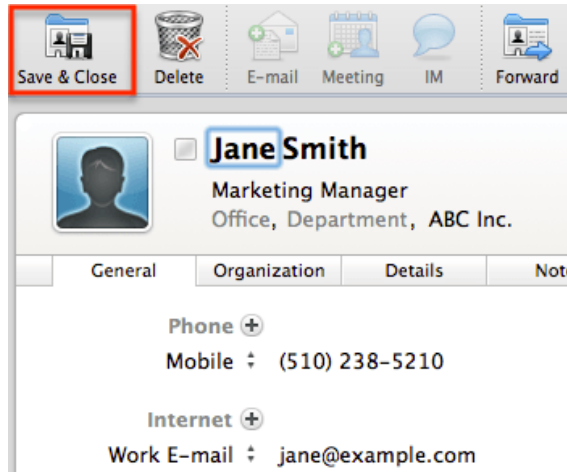 Save & Close Delete E-mail Meeting IM Forward
Jane Smith
Marketing Manager
Office, Department, ABC Inc.
General Organization Details
Phone
Mobile (510) 238-5210
Internet
Work E-mail jane@example.com